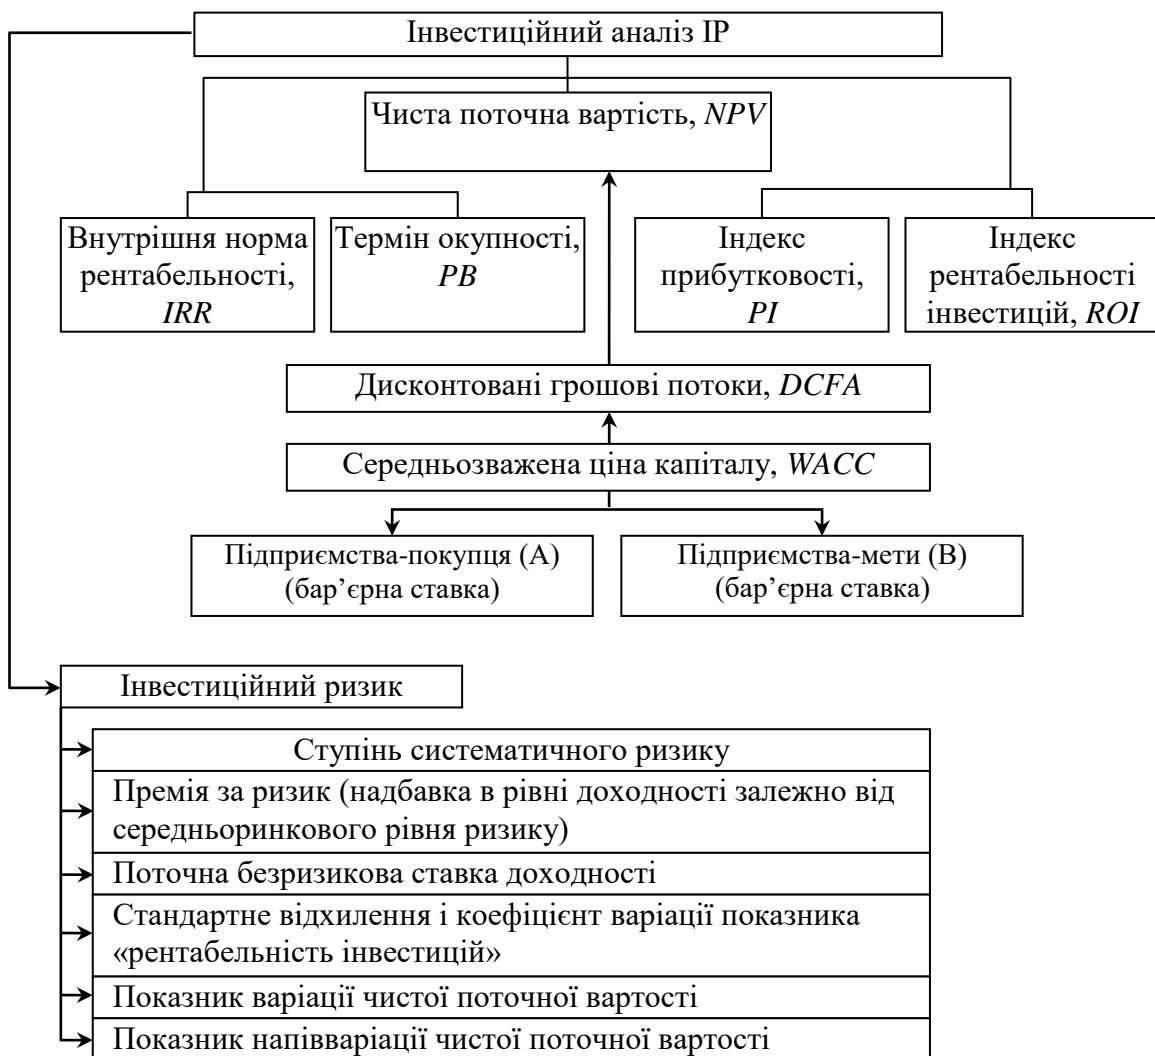 Інвестиційний аналіз ІР
Чиста поточна вартість, NPV
Внутрішня норма
рентабельності,
IRR
Термін окупності,
PB
Індекс
прибутковості,
PI
Індекс
рентабельності
інвестицій, ROI
Дисконтовані грошові потоки, DCFA
Середньозважена ціна капіталу, WACC
Підприємства-покупця (А)
(бар’єрна ставка)
Підприємства-мети (В)
(бар’єрна ставка)
Інвестиційний ризик
Ступінь систематичного ризику
Премія за ризик (надбавка в рівні доходності залежно від
середньоринкового рівня ризику)
Поточна безризикова ставка доходності
Стандартне відхилення і коефіцієнт варіації показника
«рентабельність інвестицій»
Показник варіації чистої поточної вартості
Показник напівваріації чистої поточної вартості